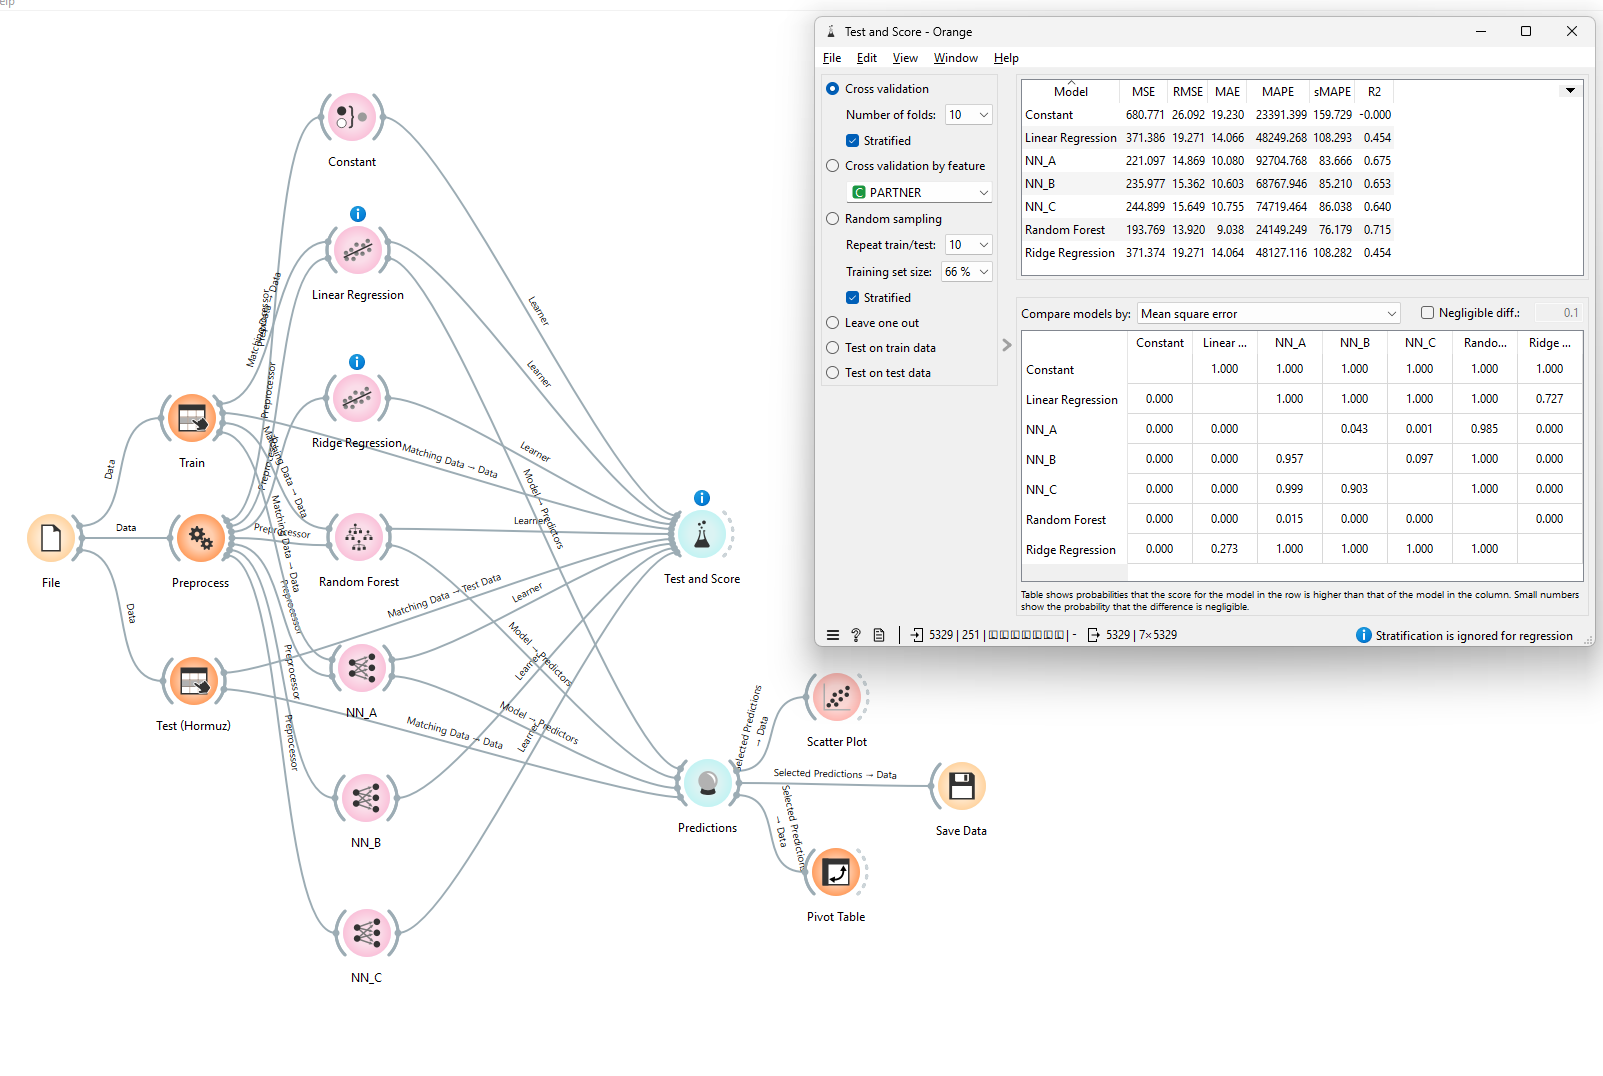 elp
Constant
Linear Regression
Ridge Regression
Train
File
Preprocess
Random Forest
Test and Score
Test (Hormuz)
NN_A
NN_B
NN_C
Predictions
Scatter Plot
Save Data
Pivot Table
Data
Data
Data
Matching Data → Data
Preprocessor
Preprocessor
Preprocessor
Matching Data → Data
Matching Data → Data
Preprocessor
Preprocessor
Preprocessor
Preprocessor
Learner
Learner
Learner
Matching Data → Data
Learner
Model → Predictors
Matching Data → Test Data
Learner
Model → Predictors
Learner
Model → Predictors
Learner
Matching Data → Data
Selected Predictions
→ Data
Selected Predictions → Data
Selected Predictions
→ Data
Test and Score - Orange
File Edit View Window Help
Cross validation
Number of folds: 10
Stratified
Cross validation by feature
C PARTNER
Random sampling
Repeat train/test: 10
Training set size: 66 %
Stratified
Leave one out
Test on train data
Test on test data
Model MSE RMSE MAE MAPE sMAPE R2
Constant 680.771 26.092 19.230 23391.399 159.729 -0.000
Linear Regression 371.386 19.271 14.066 48249.268 108.293 0.454
NN_A 221.097 14.869 10.080 92704.768 83.666 0.675
NN_B 235.977 15.362 10.603 68767.946 85.210 0.653
NN_C 244.899 15.649 10.755 74719.464 86.038 0.640
Random Forest 193.769 13.920 9.038 24149.249 76.179 0.715
Ridge Regression 371.374 19.271 14.064 48127.116 108.282 0.454
Compare models by: Mean square error Negligible diff.: 0.1
Constant Linear ... NN_A NN_B NN_C Rando... Ridge ...
Constant 1.000 1.000 1.000 1.000 1.000 1.000
Linear Regression 0.000 1.000 1.000 1.000 1.000 0.727
NN_A 0.000 0.000 0.043 0.001 0.985 0.000
NN_B 0.000 0.000 0.957 0.097 1.000 0.000
NN_C 0.000 0.000 0.999 0.903 1.000 0.000
Random Forest 0.000 0.000 0.015 0.000 0.000 0.000
Ridge Regression 0.000 0.273 1.000 1.000 1.000 1.000
Table shows probabilities that the score for the model in the row is higher than that of the model in the column. Small numbers
show the probability that the difference is negligible.
5329 | 251 | | - 5329 | 7×5329
Stratification is ignored for regression